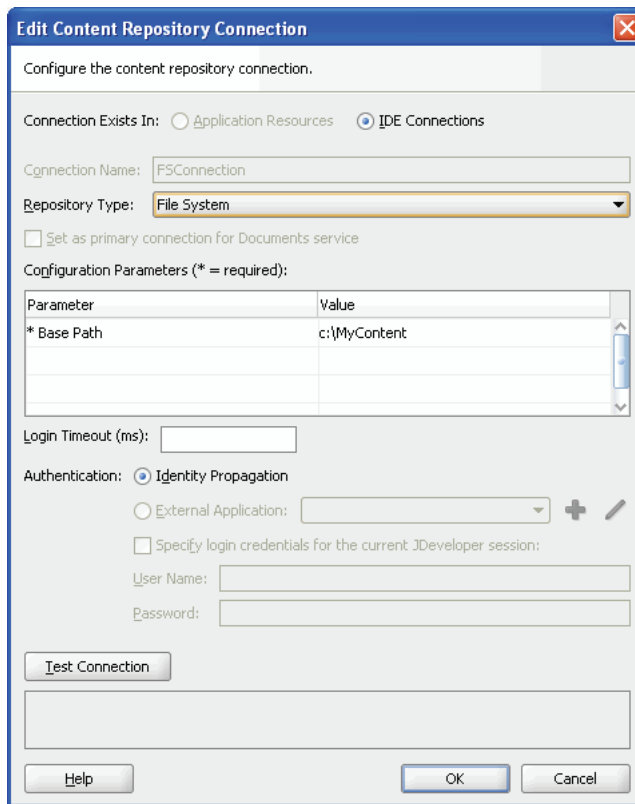 Edit Content Repository Connection
Configure the content repository connection.
Connection Exists In: Application Resources IDE Connections
Connection Name: FSConnection
Repository Type: File System
Set as primary connection for Documents service
Configuration Parameters (* = required):
Parameter Value
* Base Path c:\MyContent
Login Timeout (ms):
Authentication: Identity Propagation
External Application:
Specify login credentials for the current JDeveloper session:
User Name:
Password:
Test Connection
Help OK Cancel